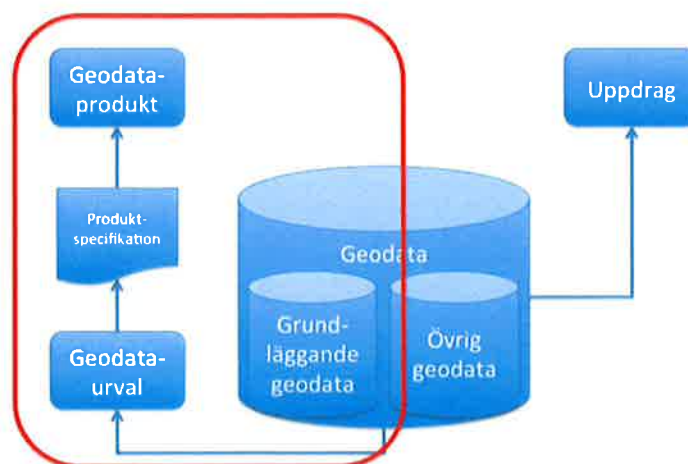 Geodata-
produkt
Uppdrag
Produkt-
specifikation
Geodata
Grund-
läggande
geodata
Övrig
geodata
Geodata-
urval